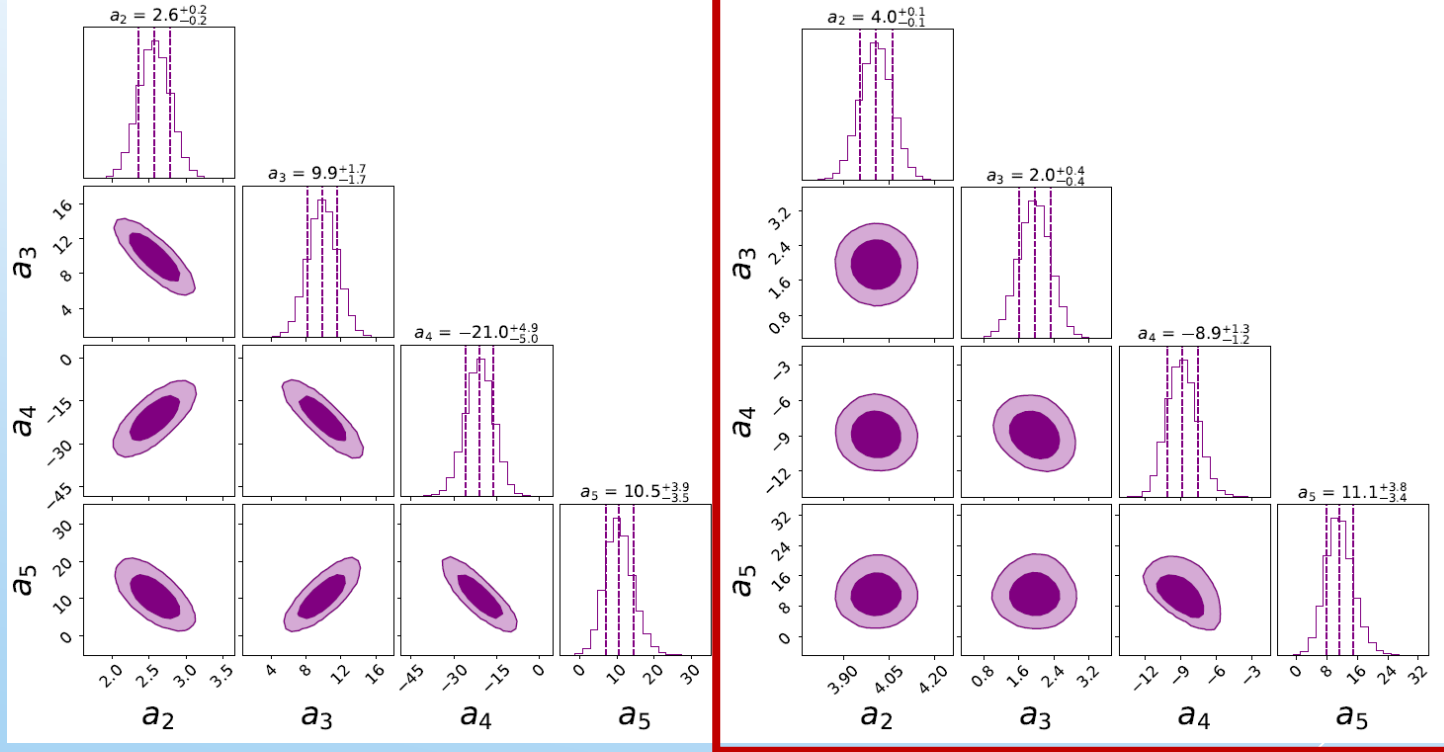 a₂ = 2.6^{+0.2}_{−0.2}
a₃ = 9.9^{+1.7}_{−1.7}
16
12
8
4
a₃
a₄ = −21.0^{+4.9}_{−5.0}
0
−15
−30
−45
a₄
a₅ = 10.5^{+3.9}_{−3.5}
30
20
10
0
a₅
2.0 2.5 3.0 3.5
4 8 12 16
−45 −30 −15 0
0 10 20 30
a₂ a₃ a₄ a₅
a₂ = 4.0^{+0.1}_{−0.1}
a₃ = 2.0^{+0.4}_{−0.4}
3.2
2.4
1.6
0.8
a₃
a₄ = −8.9^{+1.3}_{−1.2}
−3
−6
−9
−12
a₄
a₅ = 11.1^{+3.8}_{−3.4}
32
24
16
8
0
a₅
3.90 4.05 4.20
0.8 1.6 2.4 3.2
−12 −9 −6 −3
0 8 16 24 32
a₂ a₃ a₄ a₅